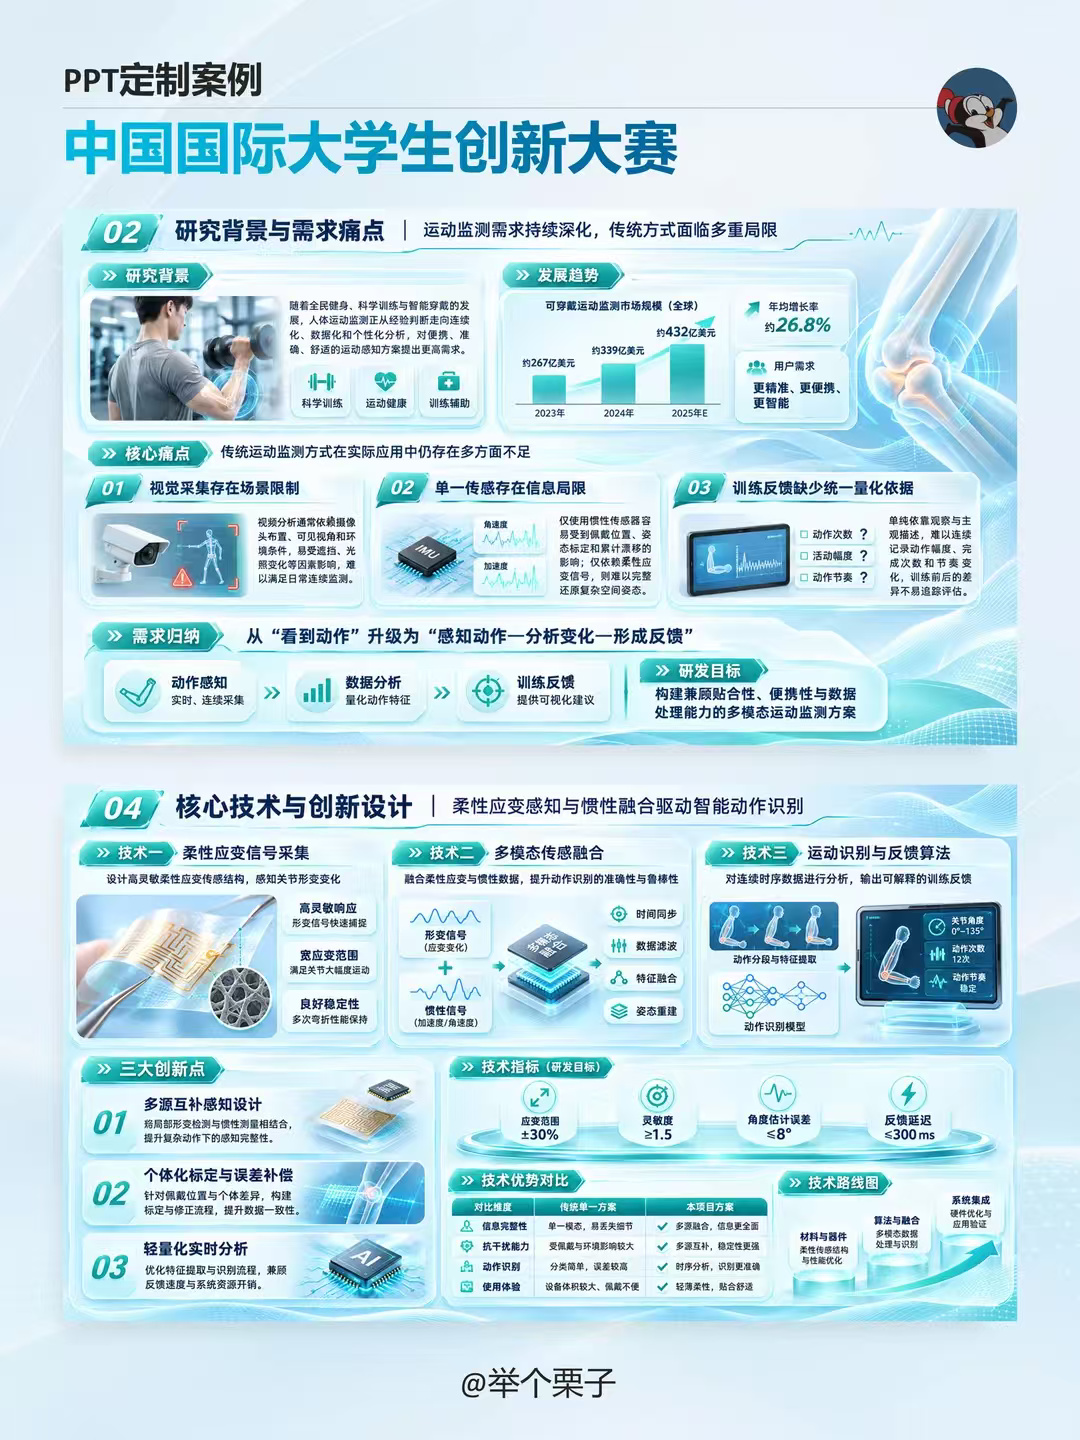 PPT定制案例
中国国际大学生创新大赛
02 研究背景与需求痛点 | 运动监测需求持续深化，传统方式面临多重局限
研究背景
随着全民健身、科学训练与智能穿戴的发
展，人体运动监测正从经验判断走向连续
化、数据化和个性化分析，对便携、准
确、舒适的运动感知方案提出更高需求。
科学训练
运动健康
训练辅助
发展趋势
可穿戴运动监测市场规模（全球）
约267亿美元
约339亿美元
约432亿美元
2023年
2024年
2025年E
年均增长率
约26.8%
用户需求
更精准、更便携、
更智能
核心痛点
传统运动监测方式在实际应用中仍存在多方面不足
01 视觉采集存在场景限制
视频分析通常依赖摄像
头布置、可见视角和环
境条件，易受遮挡、光
照变化等因素影响，难
以满足日常连续监测。
02 单一传感存在信息局限
IMU
角速度
加速度
仅使用惯性传感器容
易受到佩戴位置、姿
态标定和累计漂移的
影响；仅依赖柔性应
变信号，则难以完整
还原复杂空间姿态。
03 训练反馈缺少统一量化依据
动作次数 ?
活动幅度 ?
动作节奏 ?
单纯依靠观察与主
观描述，难以连续
记录动作幅度、完
成次数和节奏变
化，训练前后的差
异不易追踪评估。
需求归纳
从“看到动作”升级为“感知动作—分析变化—形成反馈”
动作感知
实时、连续采集
数据分析
量化动作特征
训练反馈
提供可视化建议
研发目标
构建兼顾贴合性、便携性与数据
处理能力的多模态运动监测方案
04 核心技术与创新设计 | 柔性应变感知与惯性融合驱动智能动作识别
技术一 柔性应变信号采集
设计高灵敏柔性应变传感结构，感知关节形变变化
高灵敏响应
形变信号快速捕捉
宽应变范围
满足关节大幅度运动
良好稳定性
多次弯折性能保持
技术二 多模态传感融合
融合柔性应变与惯性数据，提升动作识别的准确性与鲁棒性
形变信号
（应变变化）
+
惯性信号
（加速度/角速度）
时间同步
数据滤波
特征融合
姿态重建
技术三 运动识别与反馈算法
对连续时序数据进行分析，输出可解释的训练反馈
动作分段与特征提取
动作识别模型
关节角度
0°–135°
动作次数
12次
动作节奏
稳定
三大创新点
01 多源互补感知设计
将局部形变检测与惯性测量相结合，
提升复杂动作下的感知完整性。
02 个体化标定与误差补偿
针对佩戴位置与个体差异，构建
标定与修正流程，提升数据一致性。
03 轻量化实时分析
优化特征提取与识别流程，兼顾
反馈速度与系统资源开销。
AI
技术指标（研发目标）
应变范围
±30%
灵敏度
≥1.5
角度估计误差
≤8°
反馈延迟
≤300ms
技术优势对比
对比维度 传统单一方案 本项目方案
信息完整性 单一模态，易丢失细节 多源融合，信息更全面
抗干扰能力 受佩戴与环境影响较大 多源互补，稳定性更强
动作识别 分类简单，误差较高 时序分析，识别更准确
使用体验 设备体积较大、佩戴不便 轻薄柔性，贴合舒适
技术路线图
材料与器件
柔性传感结构
与性能优化
算法与融合
多模态数据
处理与识别
系统集成
硬件优化与
应用验证
@举个栗子